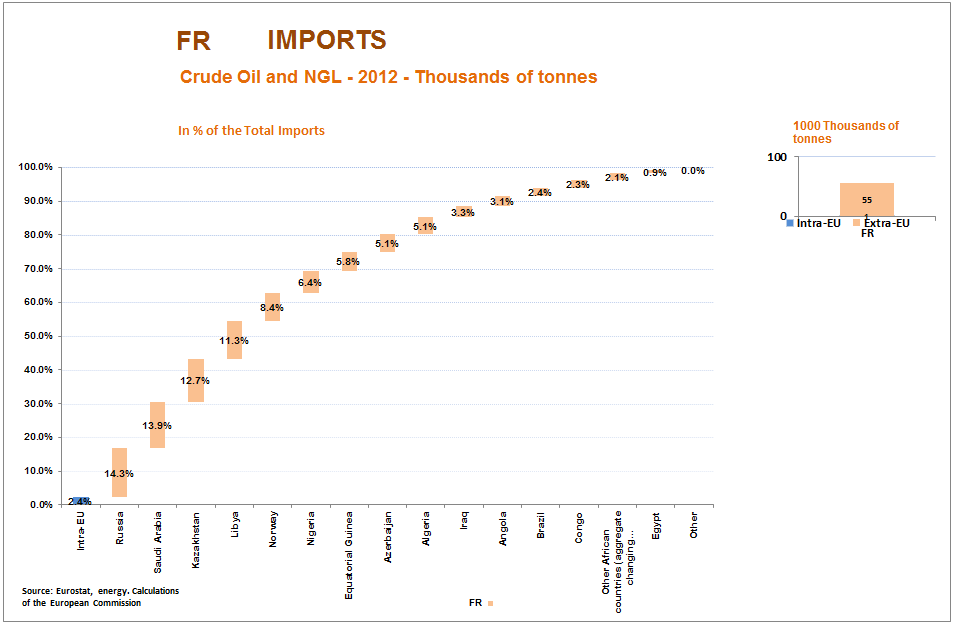 FR IMPORTS
Crude Oil and NGL - 2012 - Thousands of tonnes
In % of the Total Imports
1000 Thousands of
tonnes
100
55
1
0
Intra-EU Extra-EU
FR
100.0%
90.0%
80.0%
70.0%
60.0%
50.0%
40.0%
30.0%
20.0%
10.0%
0.0%
2.4%
14.3%
13.9%
12.7%
11.3%
8.4%
6.4%
5.8%
5.1%
5.1%
3.3%
3.1%
2.4%
2.3%
2.1%
0.9%
0.0%
Intra-EU
Russia
Saudi Arabia
Kazakhstan
Libya
Norway
Nigeria
Equatorial Guinea
Azerbaijan
Algeria
Iraq
Angola
Brazil
Congo
Other African
countries (aggregate
changing...
Egypt
Other
Source: Eurostat, energy. Calculations
of the European Commission
FR